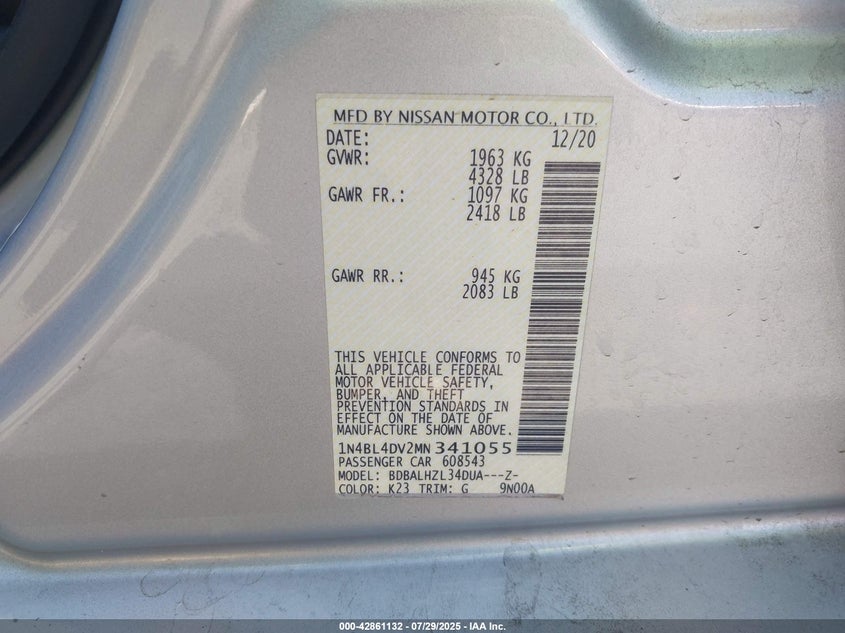 MFD BY NISSAN MOTOR CO., LTD.
DATE: 12/20
GVWR: 1963 KG
4328 LB
GAWR FR.: 1097 KG
2418 LB
GAWR RR.: 945 KG
2083 LB
THIS VEHICLE CONFORMS TO
ALL APPLICABLE FEDERAL
MOTOR VEHICLE SAFETY,
BUMPER, AND THEFT
PREVENTION STANDARDS IN
EFFECT ON THE DATE OF
MANUFACTURE SHOWN ABOVE.
1N4BL4DV2MN341055
PASSENGER CAR 608543
MODEL: BDBALHZL34DUA---Z-
COLOR: K23 TRIM: G 9N00A
000-42861132 - 07/29/2025 - IAA Inc.